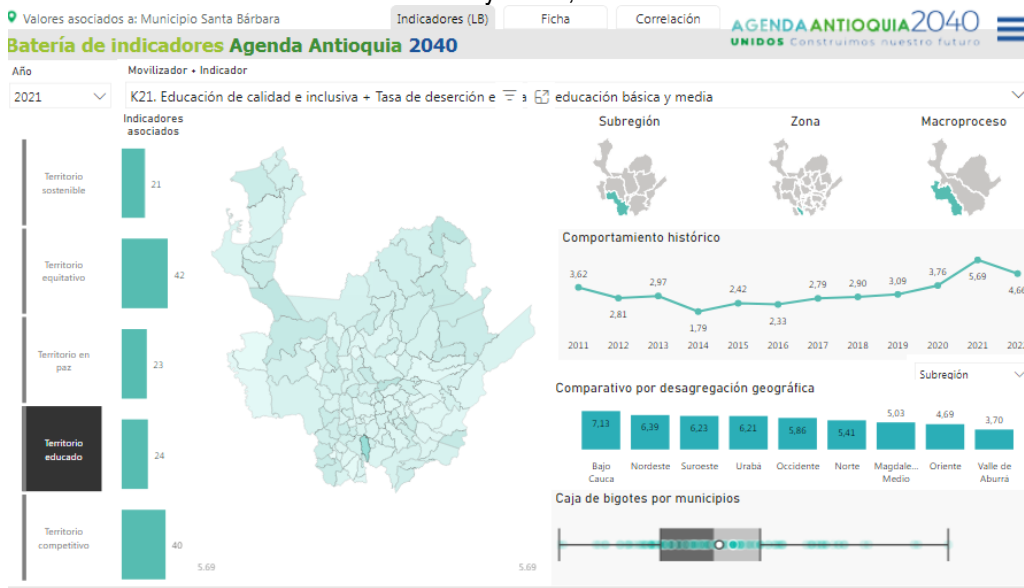 Valores asociados a: Municipio Santa Bárbara
Indicadores (LB)
Ficha
Correlación
AGENDA ANTIOQUIA 2040
UNIDOS Construimos nuestro futuro
Batería de indicadores Agenda Antioquia 2040
Año
Movilizador + Indicador
2021
K21. Educación de calidad e inclusiva + Tasa de deserción e a educación básica y media
Indicadores
asociados
Territorio
sostenible
21
Territorio
equitativo
42
Territorio en
paz
23
Territorio
educado
24
Territorio
competitivo
40
5.69
5.69
Subregión
Zona
Macroproceso
Comportamiento histórico
3,62
2,81
2,97
1,79
2,42
2,33
2,79
2,90
3,09
3,76
5,69
4,66
2011 2012 2013 2014 2015 2016 2017 2018 2019 2020 2021 202
Subregión
Comparativo por desagregación geográfica
7,13 6,39 6,23 6,21 5,86 5,41 5,03 4,69 3,70
Bajo
Cauca
Nordeste
Suroeste
Urabá
Occidente
Norte
Magdale...
Medio
Oriente
Valle de
Aburrá
Caja de bigotes por municipios